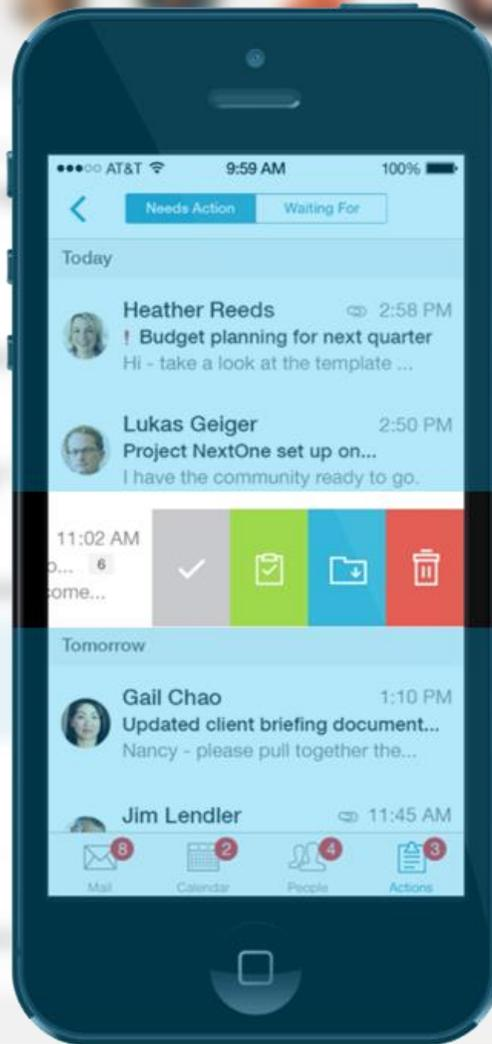 AT&T 9:59 AM 100%
Needs Action Waiting For
Today
Heather Reeds 2:58 PM
! Budget planning for next quarter
Hi - take a look at the template ...
Lukas Geiger 2:50 PM
Project NextOne set up on...
I have the community ready to go.
11:02 AM
o... 6
come...
Tomorrow
Gail Chao 1:10 PM
Updated client briefing document...
Nancy - please pull together the...
Jim Lendler 11:45 AM
8 2 4 3
Mail Calendar People Actions